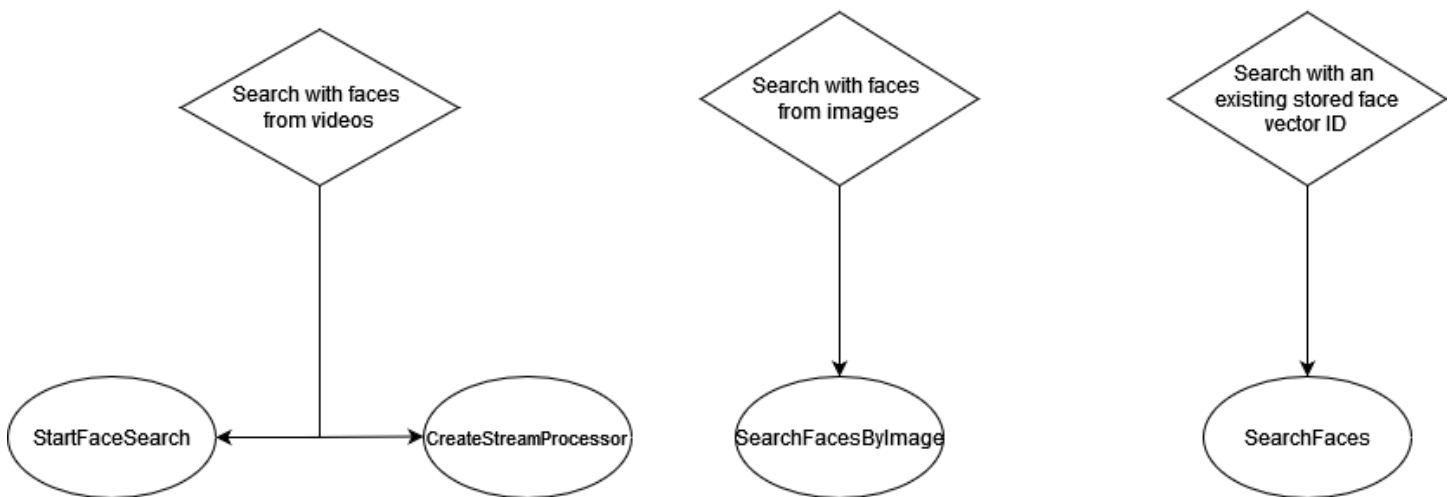 Search with faces
from videos
Search with faces
from images
Search with an
existing stored face
vector ID
StartFaceSearch
CreateStreamProcessor
SearchFacesByImage
SearchFaces